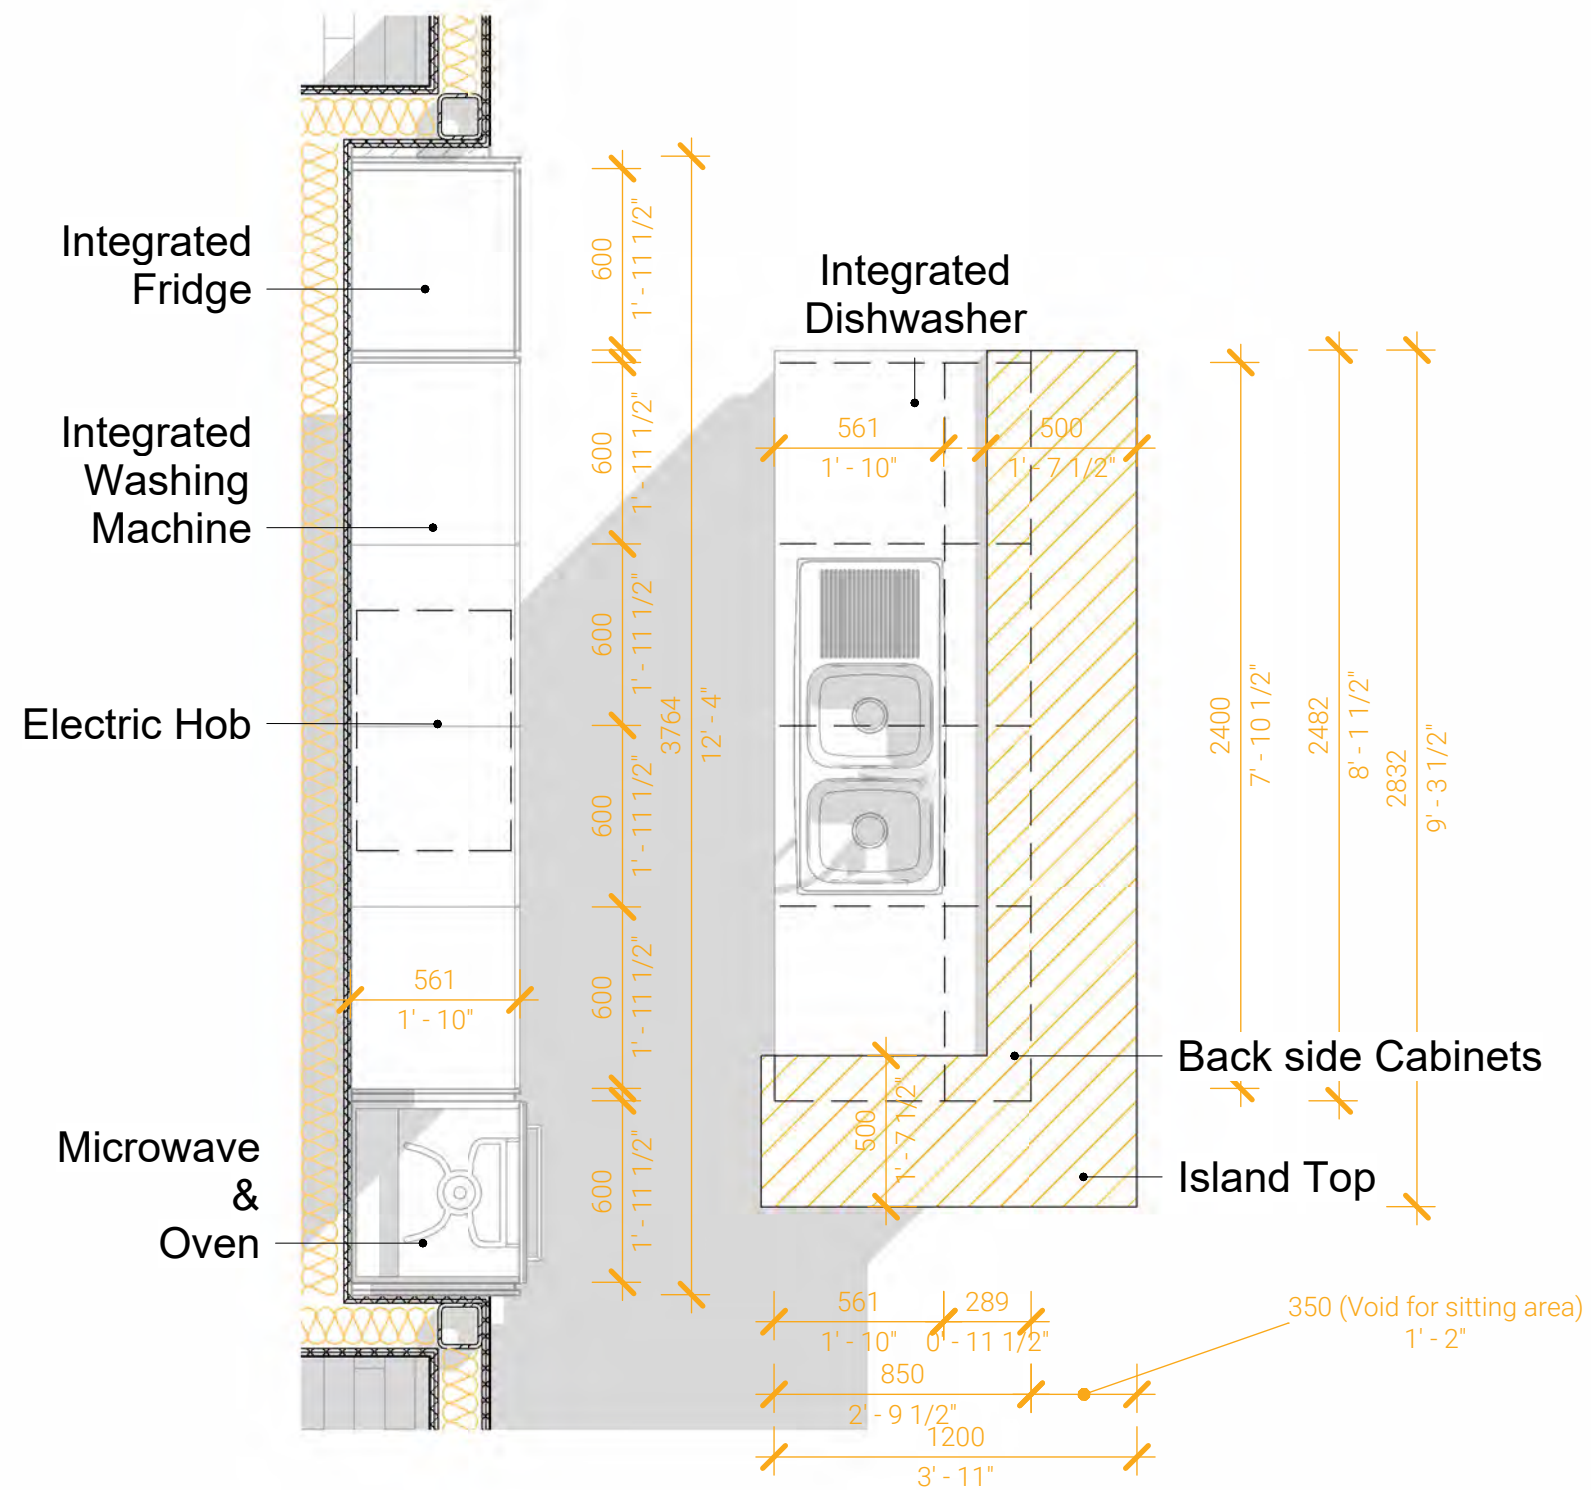 Integrated
Fridge
Integrated
Washing
Machine
Electric Hob
Microwave
&
Oven
561
1' - 10"
600
1' - 11 1/2"
600
1' - 11 1/2"
600
1' - 11 1/2"
600
1' - 11 1/2"
600
1' - 11 1/2"
600
1' - 11 1/2"
3764
12' - 4"
Integrated
Dishwasher
561
1' - 10"
500
1' - 7 1/2"
500
1' - 7 1/2"
2400
7' - 10 1/2"
2482
8' - 1 1/2"
2832
9' - 3 1/2"
Back side Cabinets
Island Top
561
1' - 10"
289
0' - 11 1/2"
850
2' - 9 1/2"
350 (Void for sitting area)
1' - 2"
1200
3' - 11"